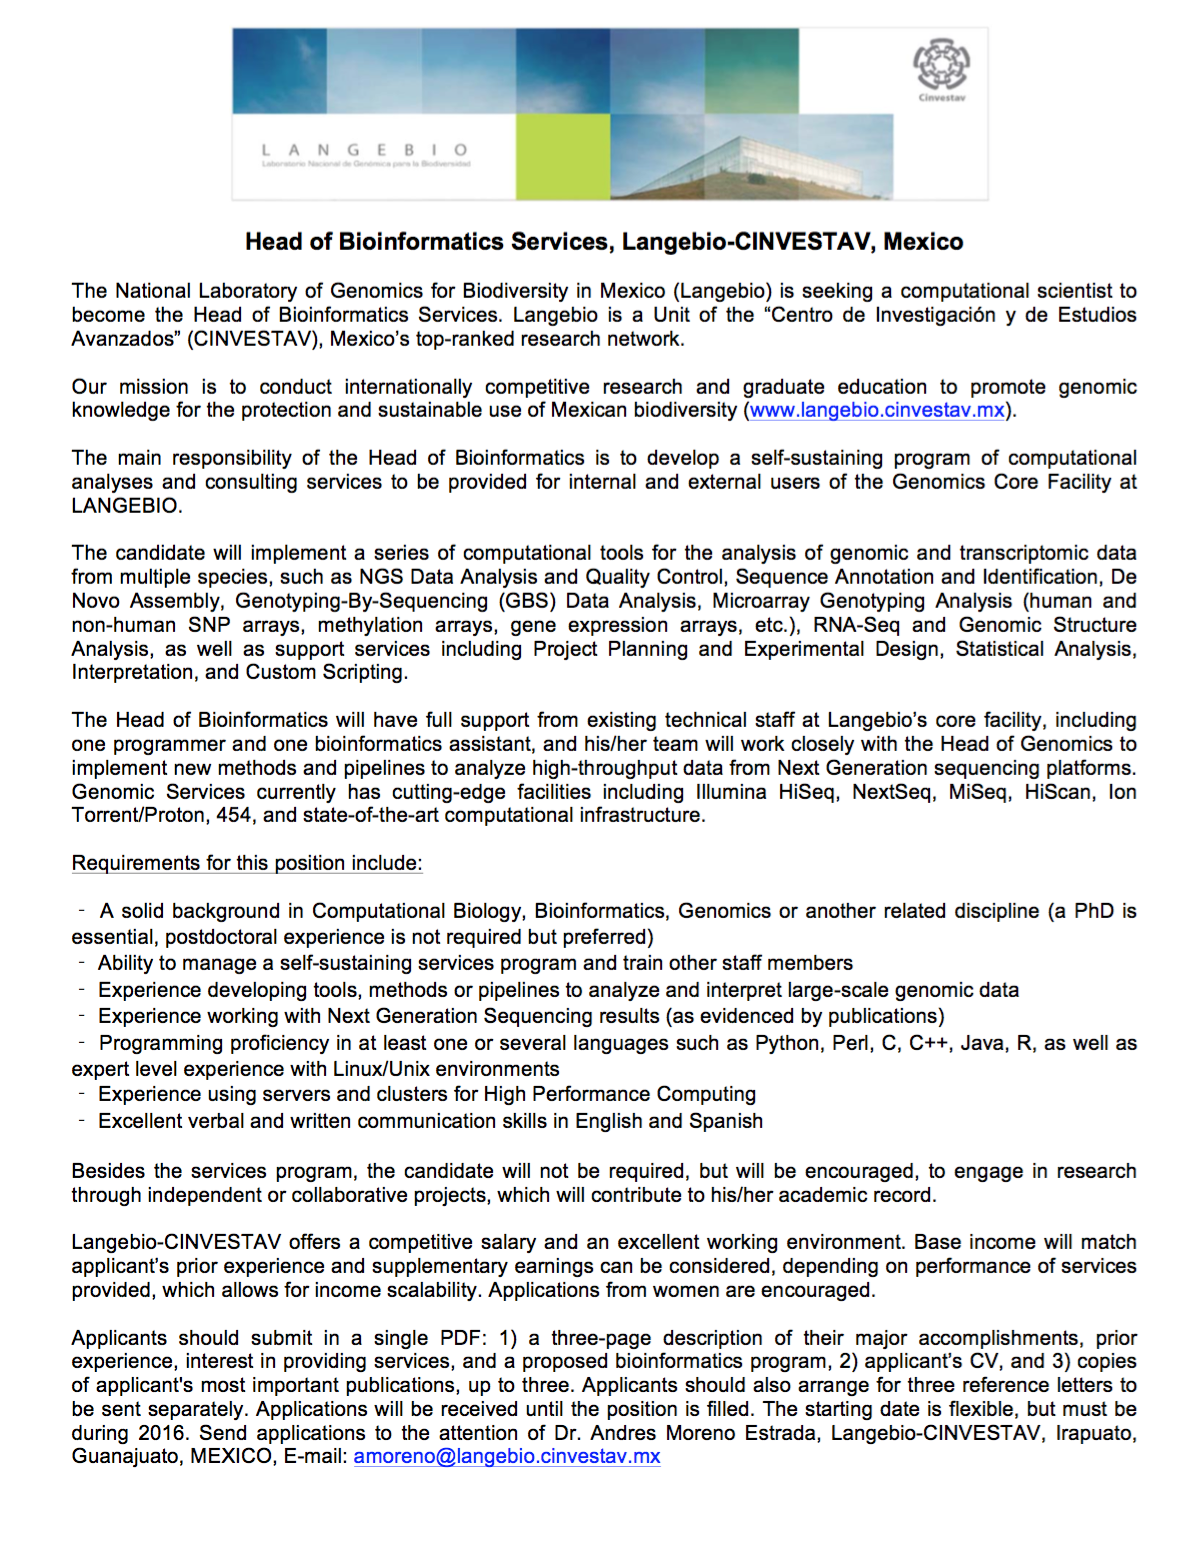 Cinvestav
L A N G E B I O
Laboratorio Nacional de Genómica para la Biodiversidad
Head of Bioinformatics Services, Langebio-CINVESTAV, Mexico
The National Laboratory of Genomics for Biodiversity in Mexico (Langebio) is seeking a computational scientist to
become the Head of Bioinformatics Services. Langebio is a Unit of the “Centro de Investigación y de Estudios
Avanzados” (CINVESTAV), Mexico’s top-ranked research network.
Our mission is to conduct internationally competitive research and graduate education to promote genomic
knowledge for the protection and sustainable use of Mexican biodiversity (www.langebio.cinvestav.mx).
The main responsibility of the Head of Bioinformatics is to develop a self-sustaining program of computational
analyses and consulting services to be provided for internal and external users of the Genomics Core Facility at
LANGEBIO.
The candidate will implement a series of computational tools for the analysis of genomic and transcriptomic data
from multiple species, such as NGS Data Analysis and Quality Control, Sequence Annotation and Identification, De
Novo Assembly, Genotyping-By-Sequencing (GBS) Data Analysis, Microarray Genotyping Analysis (human and
non-human SNP arrays, methylation arrays, gene expression arrays, etc.), RNA-Seq and Genomic Structure
Analysis, as well as support services including Project Planning and Experimental Design, Statistical Analysis,
Interpretation, and Custom Scripting.
The Head of Bioinformatics will have full support from existing technical staff at Langebio’s core facility, including
one programmer and one bioinformatics assistant, and his/her team will work closely with the Head of Genomics to
implement new methods and pipelines to analyze high-throughput data from Next Generation sequencing platforms.
Genomic Services currently has cutting-edge facilities including Illumina HiSeq, NextSeq, MiSeq, HiScan, Ion
Torrent/Proton, 454, and state-of-the-art computational infrastructure.
Requirements for this position include:
- A solid background in Computational Biology, Bioinformatics, Genomics or another related discipline (a PhD is
essential, postdoctoral experience is not required but preferred)
- Ability to manage a self-sustaining services program and train other staff members
- Experience developing tools, methods or pipelines to analyze and interpret large-scale genomic data
- Experience working with Next Generation Sequencing results (as evidenced by publications)
- Programming proficiency in at least one or several languages such as Python, Perl, C, C++, Java, R, as well as
expert level experience with Linux/Unix environments
- Experience using servers and clusters for High Performance Computing
- Excellent verbal and written communication skills in English and Spanish
Besides the services program, the candidate will not be required, but will be encouraged, to engage in research
through independent or collaborative projects, which will contribute to his/her academic record.
Langebio-CINVESTAV offers a competitive salary and an excellent working environment. Base income will match
applicant’s prior experience and supplementary earnings can be considered, depending on performance of services
provided, which allows for income scalability. Applications from women are encouraged.
Applicants should submit in a single PDF: 1) a three-page description of their major accomplishments, prior
experience, interest in providing services, and a proposed bioinformatics program, 2) applicant’s CV, and 3) copies
of applicant's most important publications, up to three. Applicants should also arrange for three reference letters to
be sent separately. Applications will be received until the position is filled. The starting date is flexible, but must be
during 2016. Send applications to the attention of Dr. Andres Moreno Estrada, Langebio-CINVESTAV, Irapuato,
Guanajuato, MEXICO, E-mail: amoreno@langebio.cinvestav.mx